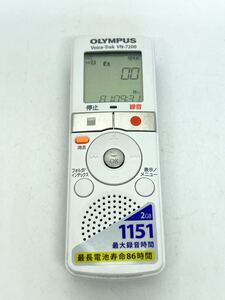 OLYMPUS
Voice-Trek VN-7200
00
停止 録音
消去
フォルダ/
インデックス
表示/
メニュー
OK
2GB
1151
最大録音時間
最長電池寿命86時間